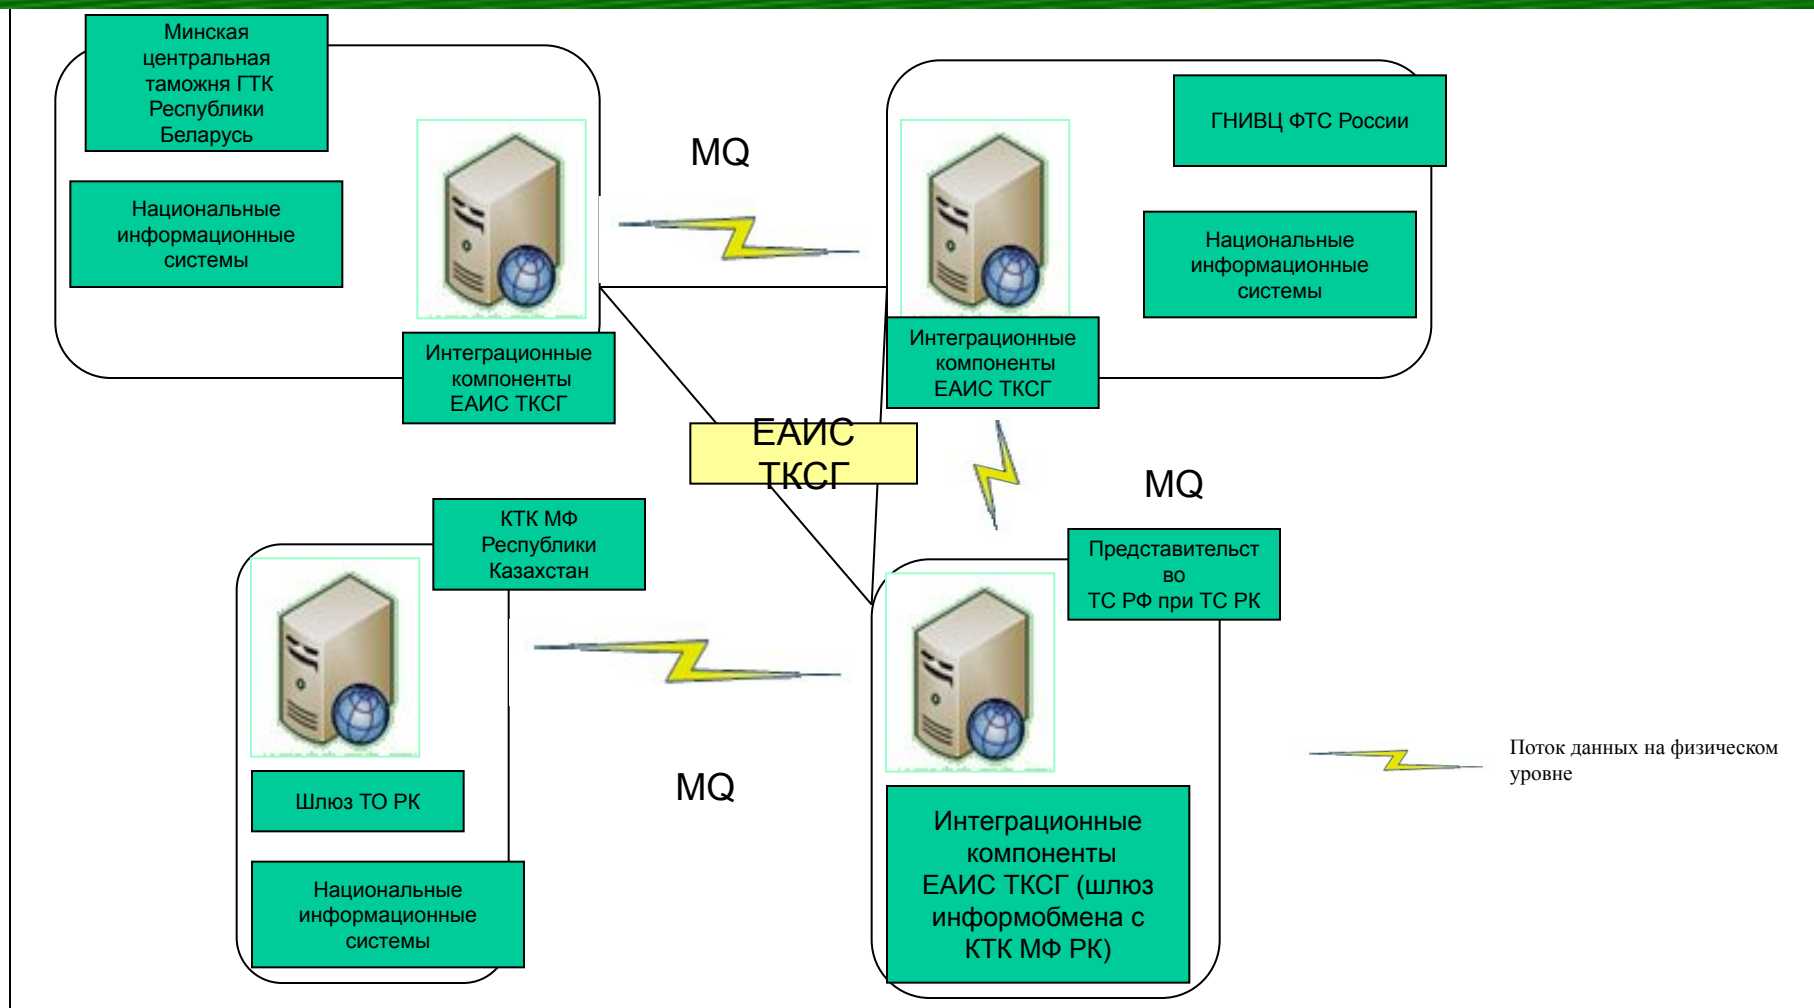 Минская
центральная
таможня ГТК
Республики
Беларусь
Национальные
информационные
системы
Интеграционные
компоненты
ЕАИС ТКСГ
MQ
ГНИВЦ ФТС России
Национальные
информационные
системы
Интеграционные
компоненты
ЕАИС ТКСГ
ЕАИС
ТКСГ
MQ
КТК МФ
Республики
Казахстан
Шлюз ТО РК
Национальные
информационные
системы
MQ
Представительст
во
ТС РФ при ТС РК
Интеграционные
компоненты
ЕАИС ТКСГ (шлюз
информобмена с
КТК МФ РК)
Поток данных на физическом
уровне